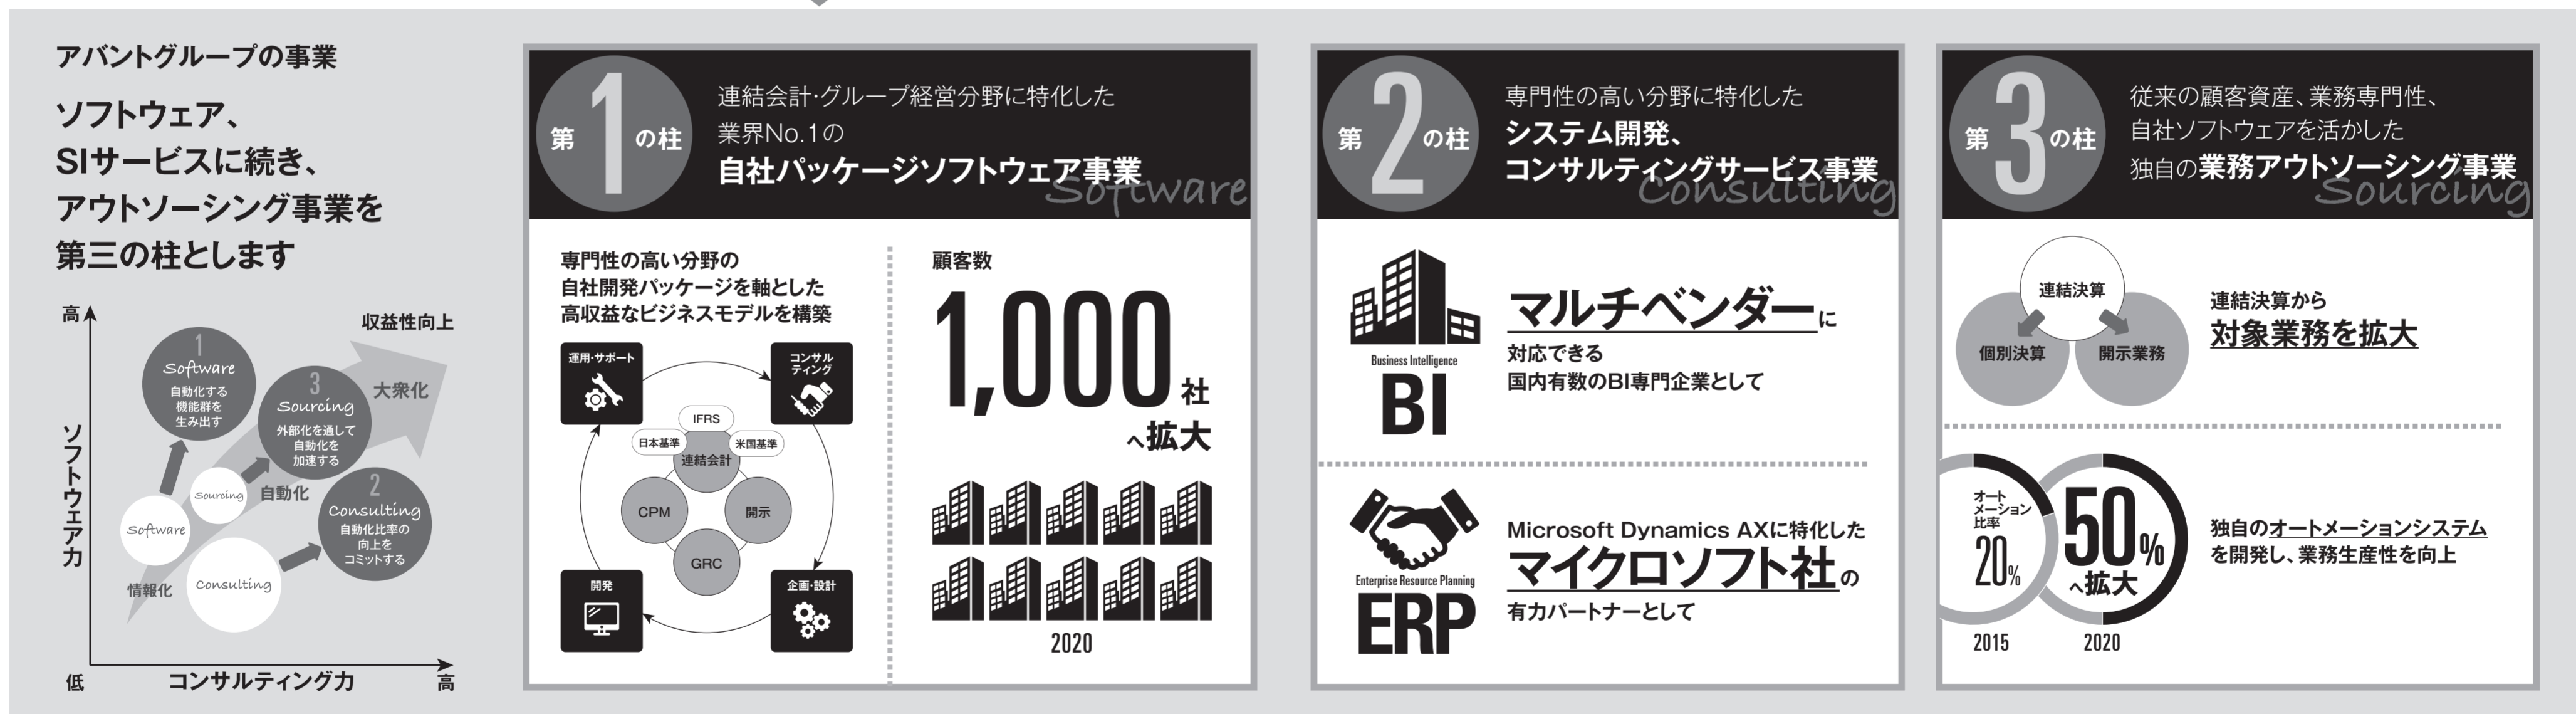 アバントグループの事業
ソフトウェア、
SIサービスに続き、
アウトソーシング事業を
第三の柱とします
高
収益性向上
1
Software
自動化する
機能群を
生み出す
3
Sourcing
外部化を通して
自動化を
加速する
大衆化
ソフトウェア力
Sourcing
自動化
2
Consulting
自動化比率の
向上を
コミットする
Software
情報化
Consulting
低
コンサルティング力
高
第1の柱
連結会計・グループ経営分野に特化した
業界No.1の
自社パッケージソフトウェア事業
Software
専門性の高い分野の
自社開発パッケージを軸とした
高収益なビジネスモデルを構築
運用・サポート
コンサル
ティング
IFRS
日本基準
米国基準
連結会計
CPM
開示
GRC
開発
企画・設計
顧客数
1,000社
へ拡大
2020
第2の柱
専門性の高い分野に特化した
システム開発、
コンサルティングサービス事業
Consulting
Business Intelligence
BI
マルチベンダーに
対応できる
国内有数のBI専門企業として
Enterprise Resource Planning
ERP
Microsoft Dynamics AXに特化した
マイクロソフト社の
有力パートナーとして
第3の柱
従来の顧客資産、業務専門性、
自社ソフトウェアを活かした
独自の業務アウトソーシング事業
Sourcing
連結決算
個別決算
開示業務
連結決算から
対象業務を拡大
オート
メーション
比率
20%
2015
50%
へ拡大
2020
独自のオートメーションシステム
を開発し、業務生産性を向上